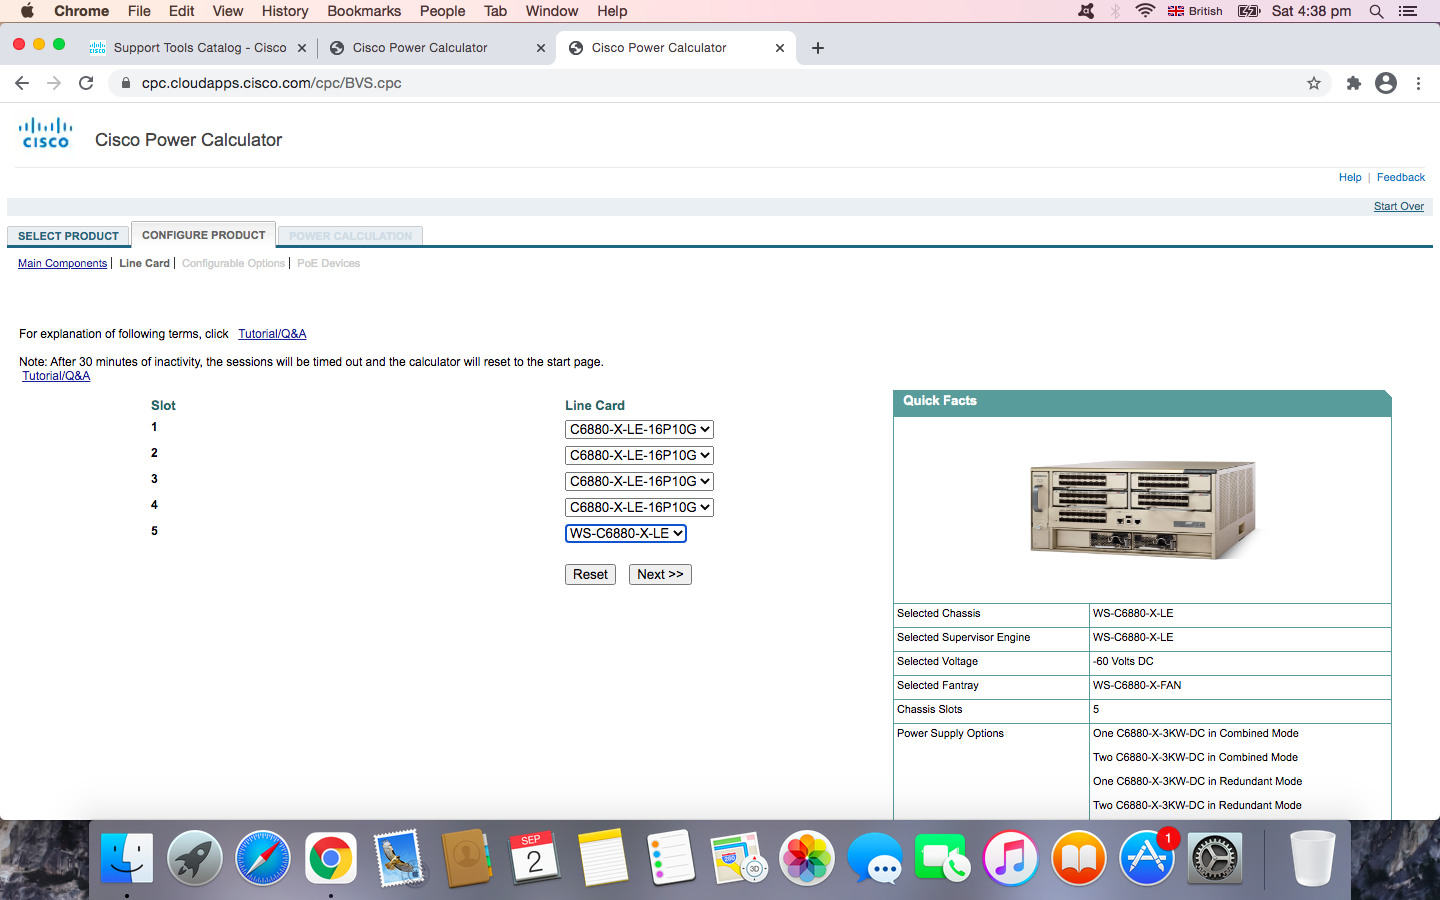 Chrome File Edit View History Bookmarks People Tab Window Help British Sat 4:38 pm
Support Tools Catalog - Cisco Cisco Power Calculator Cisco Power Calculator
cpc.cloudapps.cisco.com/cpc/BVS.cpc
CISCO Cisco Power Calculator
Help | Feedback
Start Over
SELECT PRODUCT CONFIGURE PRODUCT POWER CALCULATION
Main Components | Line Card | Configurable Options | PoE Devices
For explanation of following terms, click Tutorial/Q&A
Note: After 30 minutes of inactivity, the sessions will be timed out and the calculator will reset to the start page.
Tutorial/Q&A
Slot Line Card
1 C6880-X-LE-16P10G
2 C6880-X-LE-16P10G
3 C6880-X-LE-16P10G
4 C6880-X-LE-16P10G
5 WS-C6880-X-LE
Reset Next >>
Quick Facts
Selected Chassis WS-C6880-X-LE
Selected Supervisor Engine WS-C6880-X-LE
Selected Voltage -60 Volts DC
Selected Fantray WS-C6880-X-FAN
Chassis Slots 5
Power Supply Options One C6880-X-3KW-DC in Combined Mode
Two C6880-X-3KW-DC in Combined Mode
One C6880-X-3KW-DC in Redundant Mode
Two C6880-X-3KW-DC in Redundant Mode
SEP
2
280
3D
1